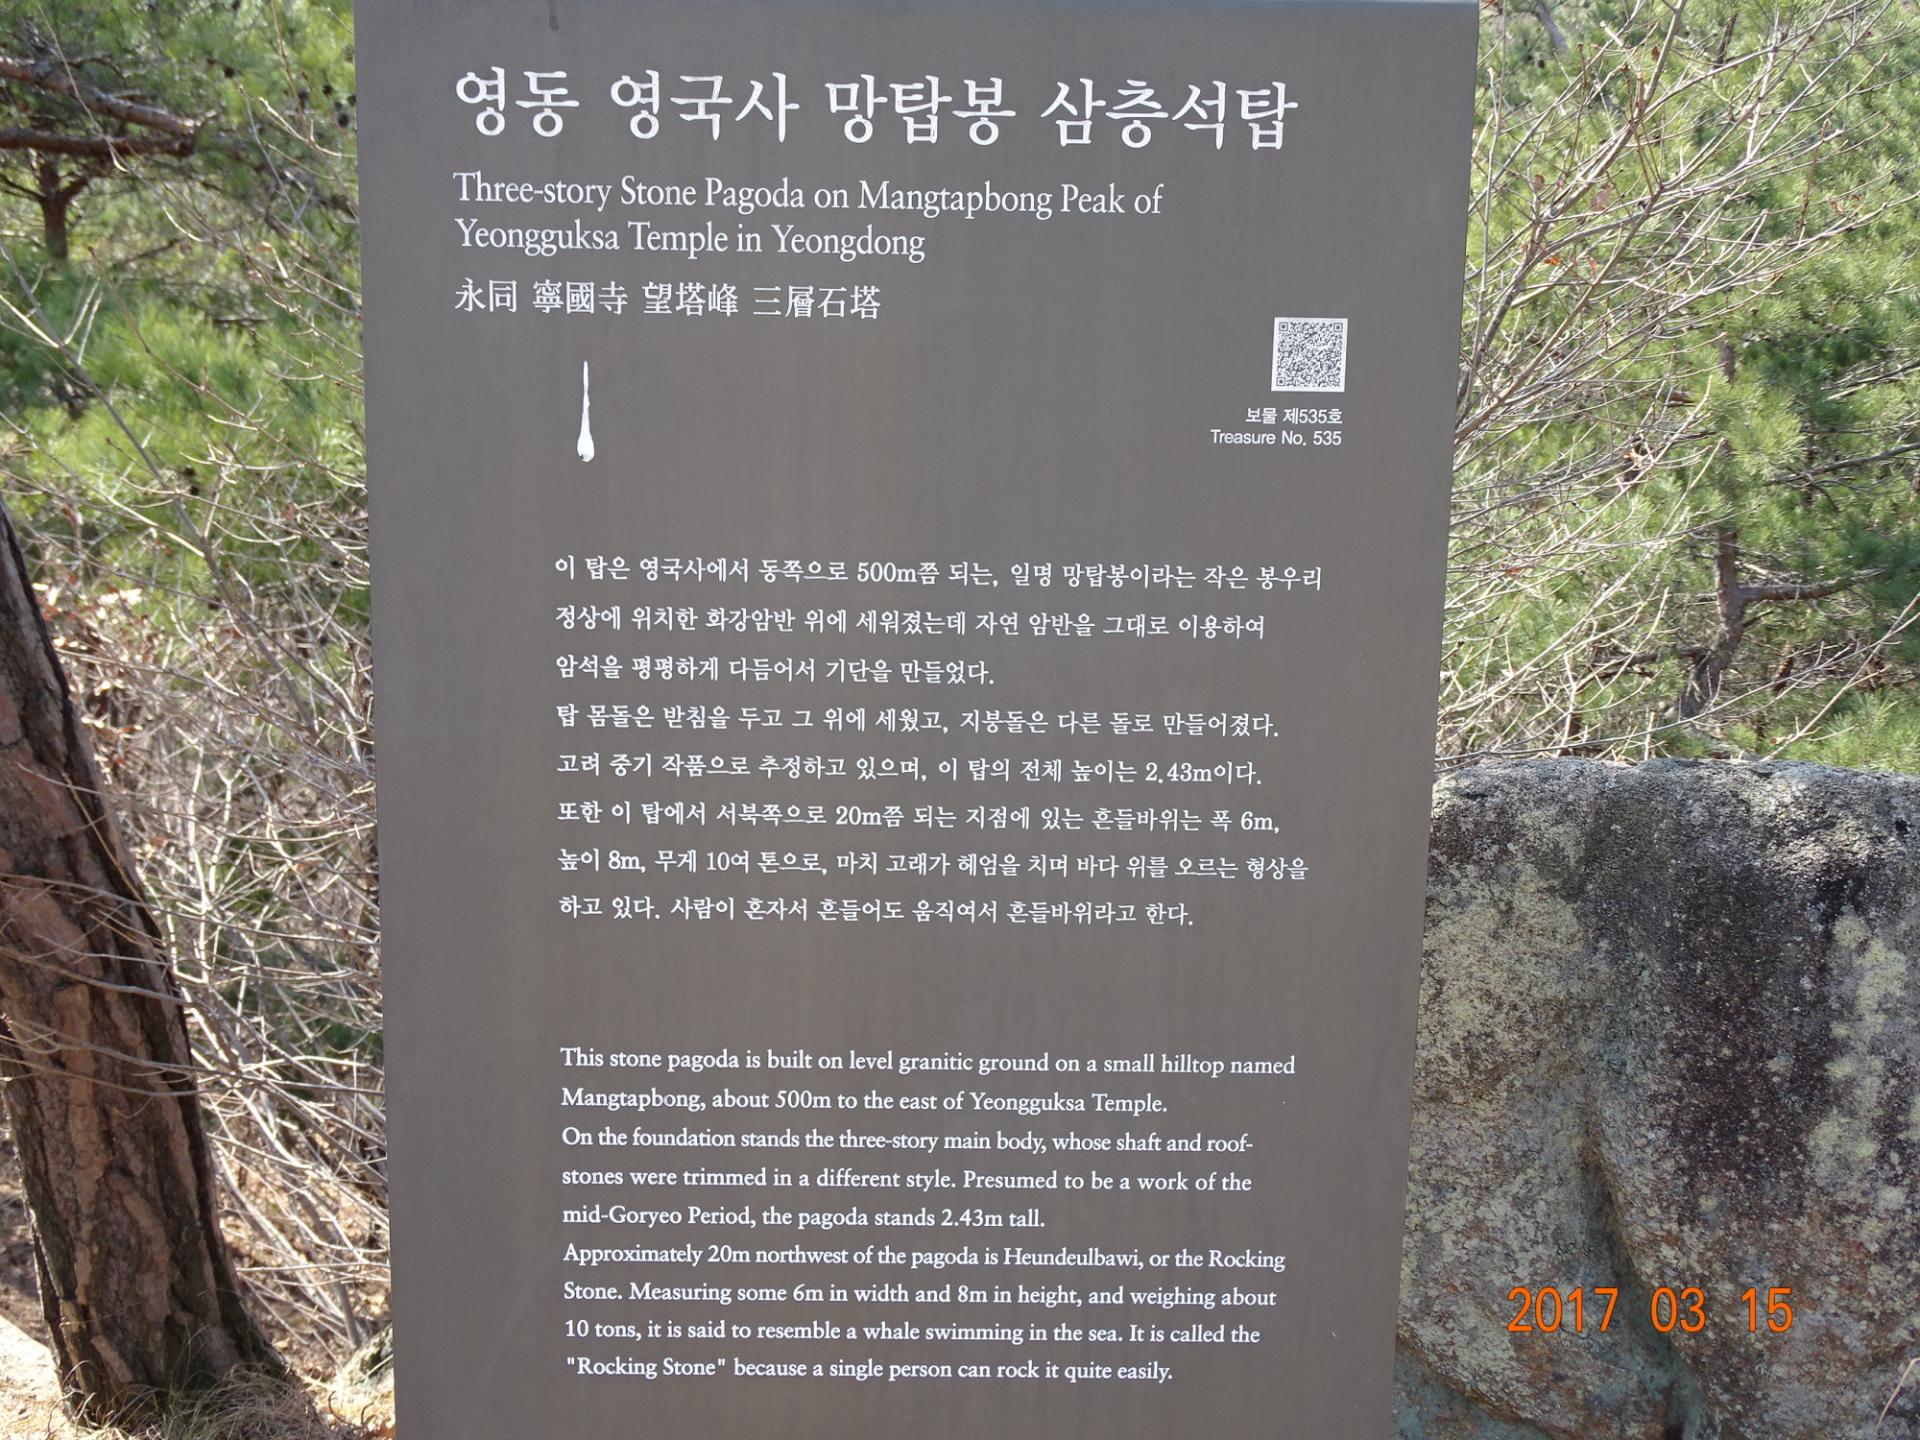 영동 영국사 망탑봉 삼층석탑
Three-story Stone Pagoda on Mangtapbong Peak of
Yeongguksa Temple in Yeongdong
永同 寧國寺 望塔峰 三層石塔
보물 제535호
Treasure No. 535
이 탑은 영국사에서 동쪽으로 500m쯤 되는, 일명 망탑봉이라는 작은 봉우리
정상에 위치한 화강암반 위에 세워졌는데 자연 암반을 그대로 이용하여
암석을 평평하게 다듬어서 기단을 만들었다.
탑 몸돌은 받침을 두고 그 위에 세웠고, 지붕돌은 다른 돌로 만들어졌다.
고려 중기 작품으로 추정하고 있으며, 이 탑의 전체 높이는 2.43m이다.
또한 이 탑에서 서북쪽으로 20m쯤 되는 지점에 있는 흔들바위는 폭 6m,
높이 8m, 무게 10여 톤으로, 마치 고래가 헤엄을 치며 바다 위를 오르는 형상을
하고 있다. 사람이 혼자서 흔들어도 움직여서 흔들바위라고 한다.
This stone pagoda is built on level granitic ground on a small hilltop named
Mangtapbong, about 500m to the east of Yeongguksa Temple.
On the foundation stands the three-story main body, whose shaft and roof-
stones were trimmed in a different style. Presumed to be a work of the
mid-Goryeo Period, the pagoda stands 2.43m tall.
Approximately 20m northwest of the pagoda is Heundeulbawi, or the Rocking
Stone. Measuring some 6m in width and 8m in height, and weighing about
10 tons, it is said to resemble a whale swimming in the sea. It is called the
"Rocking Stone" because a single person can rock it quite easily.
2017 03 15